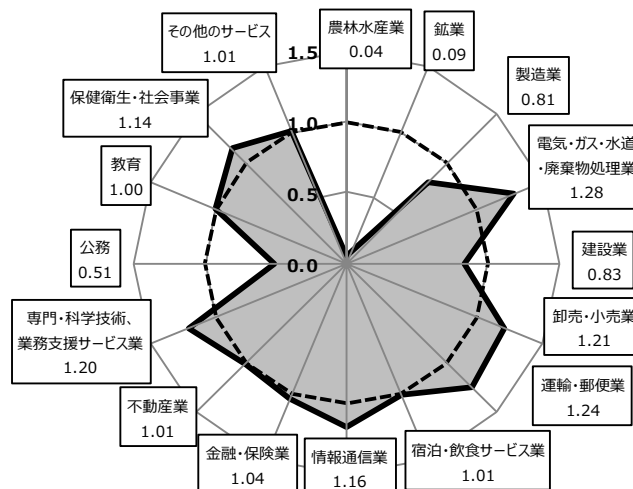 農林水産業
0.04
鉱業
0.09
製造業
0.81
電気・ガス・水道
・廃棄物処理業
1.28
建設業
0.83
卸売・小売業
1.21
運輸・郵便業
1.24
宿泊・飲食サービス業
1.01
情報通信業
1.16
金融・保険業
1.04
不動産業
1.01
専門・科学技術、
業務支援サービス業
1.20
公務
0.51
教育
1.00
保健衛生・社会事業
1.14
その他のサービス
1.01
1.5
1.0
0.5
0.0